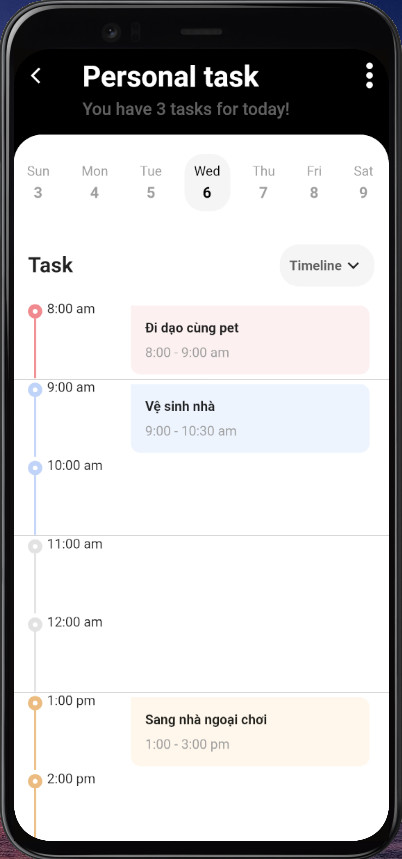 Personal task
You have 3 tasks for today!
Sun Mon Tue Wed Thu Fri Sat
3 4 5 6 7 8 9
Task
Timeline
8:00 am
Đi dạo cùng pet
8:00 - 9:00 am
9:00 am
Vệ sinh nhà
9:00 - 10:30 am
10:00 am
11:00 am
12:00 am
1:00 pm
Sang nhà ngoại chơi
1:00 - 3:00 pm
2:00 pm